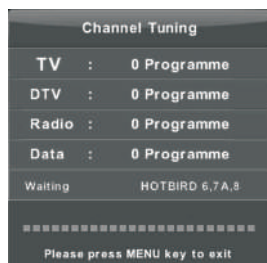 Channel Tuning
TV : 0 Programme
DTV : 0 Programme
Radio : 0 Programme
Data : 0 Programme
Waiting HOTBIRD 6,7A,8
Please press MENU key to exit